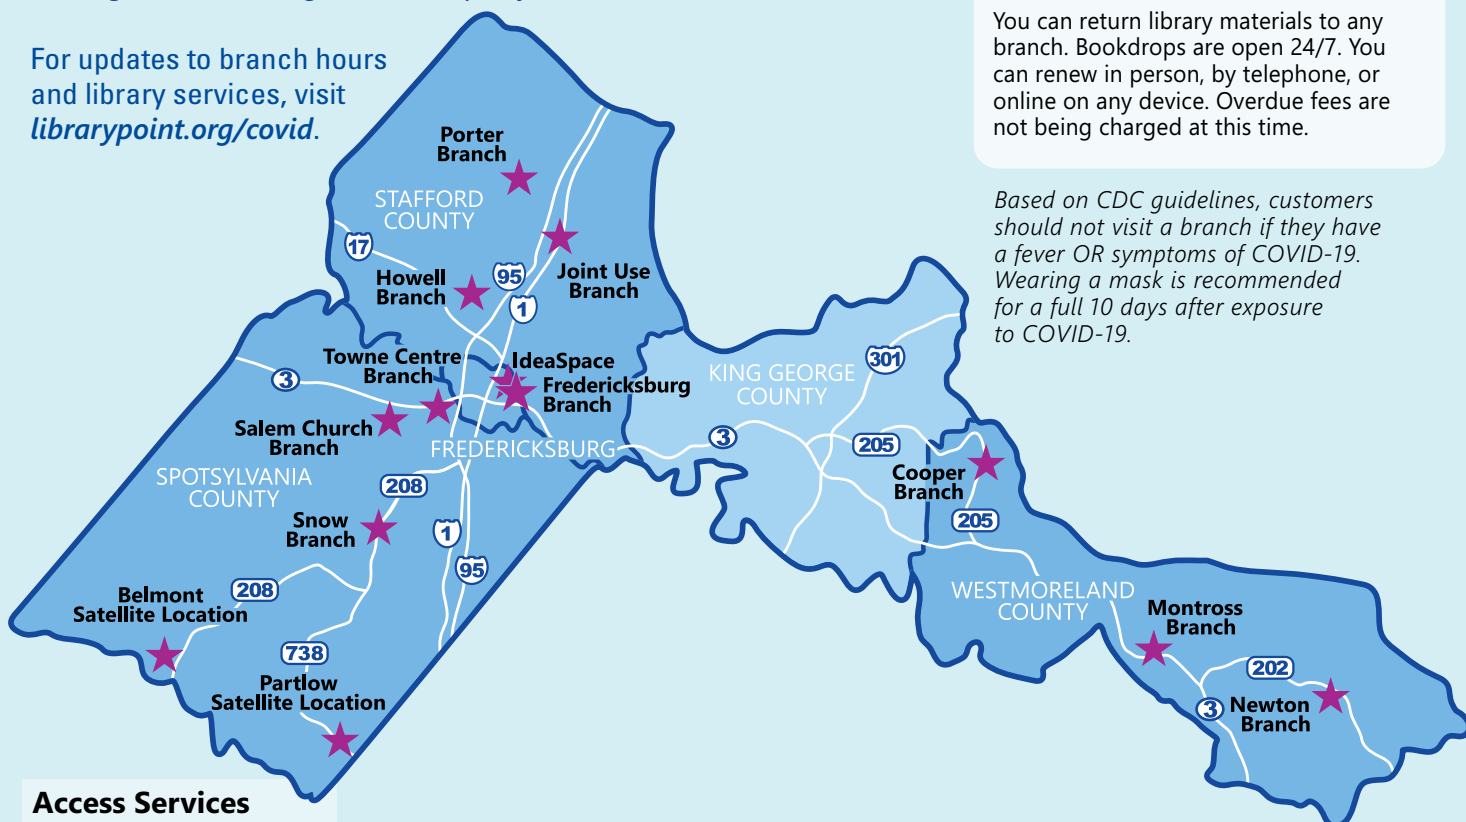 For updates to branch hours
and library services, visit
librarypoint.org/covid.
You can return library materials to any
branch. Bookdrops are open 24/7. You
can renew in person, by telephone, or
online on any device. Overdue fees are
not being charged at this time.
Based on CDC guidelines, customers
should not visit a branch if they have
a fever OR symptoms of COVID-19.
Wearing a mask is recommended
for a full 10 days after exposure
to COVID-19.
Porter
Branch
STAFFORD
COUNTY
17
Howell
Branch
95
1
Joint Use
Branch
Towne Centre
Branch
IdeaSpace
Fredericksburg
Branch
3
Salem Church
Branch
FREDERICKSBURG
SPOTSYLVANIA
COUNTY
208
Snow
Branch
1
95
Belmont
Satellite Location
208
738
Partlow
Satellite Location
KING GEORGE
COUNTY
301
3
205
Cooper
Branch
205
WESTMORELAND
COUNTY
Montross
Branch
202
3
Newton
Branch
Access Services